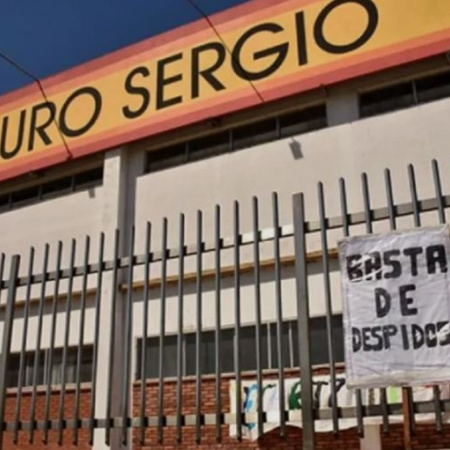 URO SERGIO
BASTA
DE
DESPIDOS